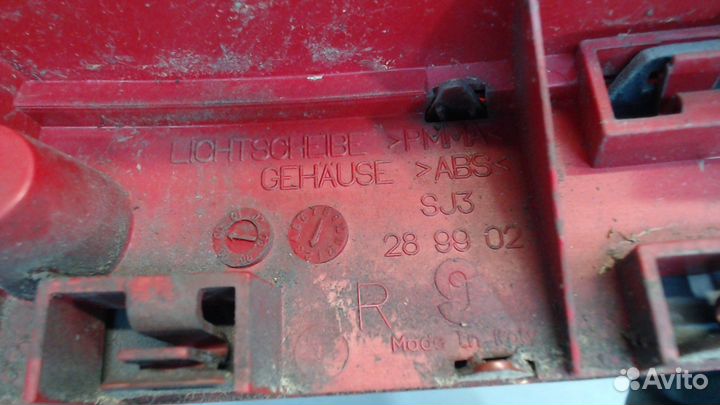 LICHTSCHEIBE >PMMA<
GEHÄUSE >ABS<
SJ3
28 99 02
R
Made in Italy
Avito